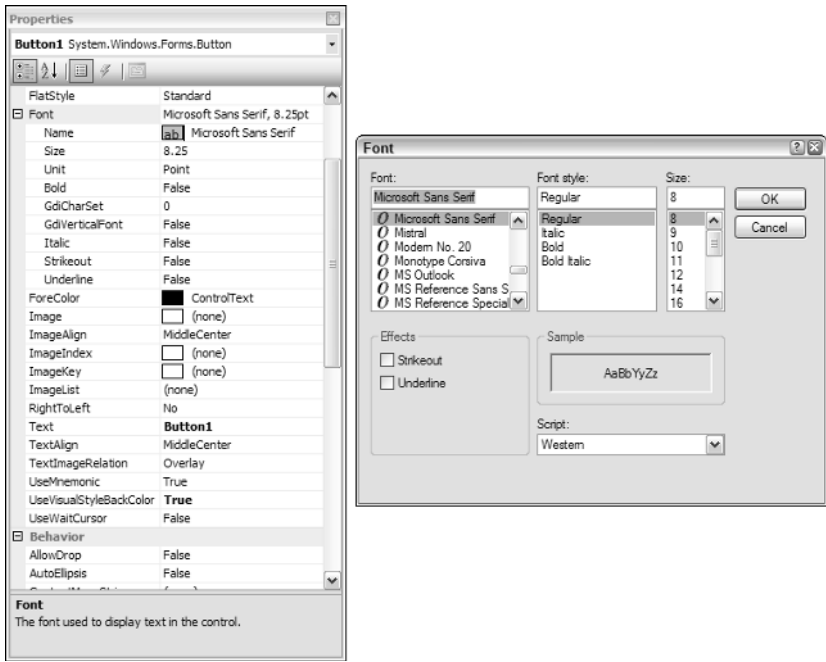 Properties
Button1 System.Windows.Forms.Button
FlatStyle Standard
Font Microsoft Sans Serif, 8.25pt
Name ab Microsoft Sans Serif
Size 8.25
Unit Point
Bold False
GdiCharSet 0
GdiVerticalFont False
Italic False
Strikeout False
Underline False
ForeColor ControlText
Image (none)
ImageAlign MiddleCenter
ImageIndex (none)
ImageKey (none)
ImageList (none)
RightToLeft No
Text Button1
TextAlign MiddleCenter
TextImageRelation Overlay
UseMnemonic True
UseVisualStyleBackColor True
UseWaitCursor False
Behavior
AllowDrop False
AutoEllipsis False
Font
The font used to display text in the control.
Font
Font: Font style: Size:
Microsoft Sans Serif Regular 8 OK
Microsoft Sans Serif Regular 8 Cancel
Mistral Italic 9
Modern No. 20 Bold 10
Monotype Corsiva Bold Italic 11
MS Outlook 12
MS Reference Sans S 14
MS Reference Special 16
Effects Sample
Strikeout AaBbYyZz
Underline
Script:
Western